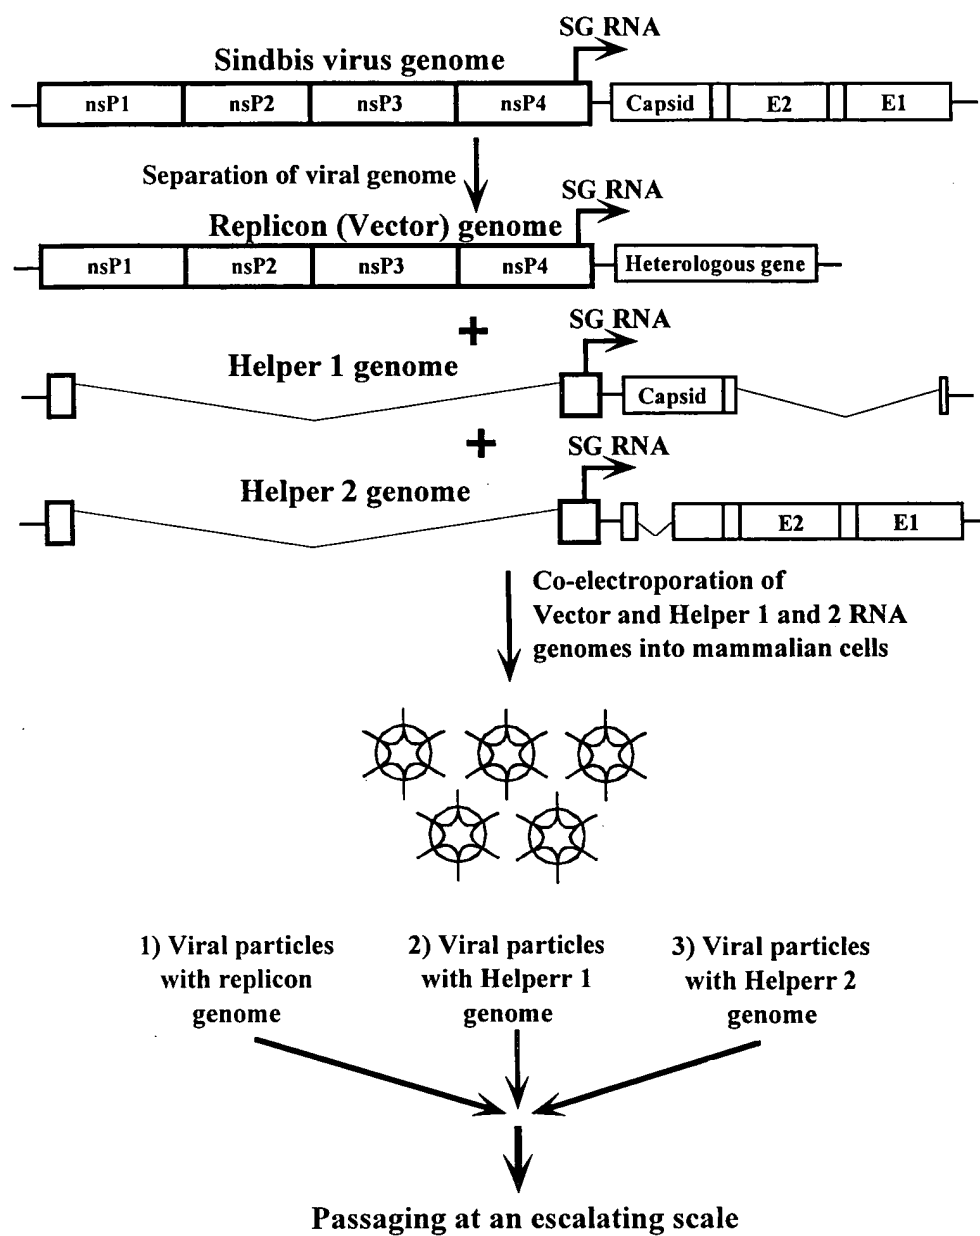 SG RNA
Sindbis virus genome
nsP1 nsP2 nsP3 nsP4 Capsid E2 E1
Separation of viral genome
SG RNA
Replicon (Vector) genome
nsP1 nsP2 nsP3 nsP4 Heterologous gene
+
SG RNA
Helper 1 genome
Capsid
+
SG RNA
Helper 2 genome
E2 E1
Co-electroporation of
Vector and Helper 1 and 2 RNA
genomes into mammalian cells
1) Viral particles
with replicon
genome
2) Viral particles
with Helperr 1
genome
3) Viral particles
with Helperr 2
genome
Passaging at an escalating scale